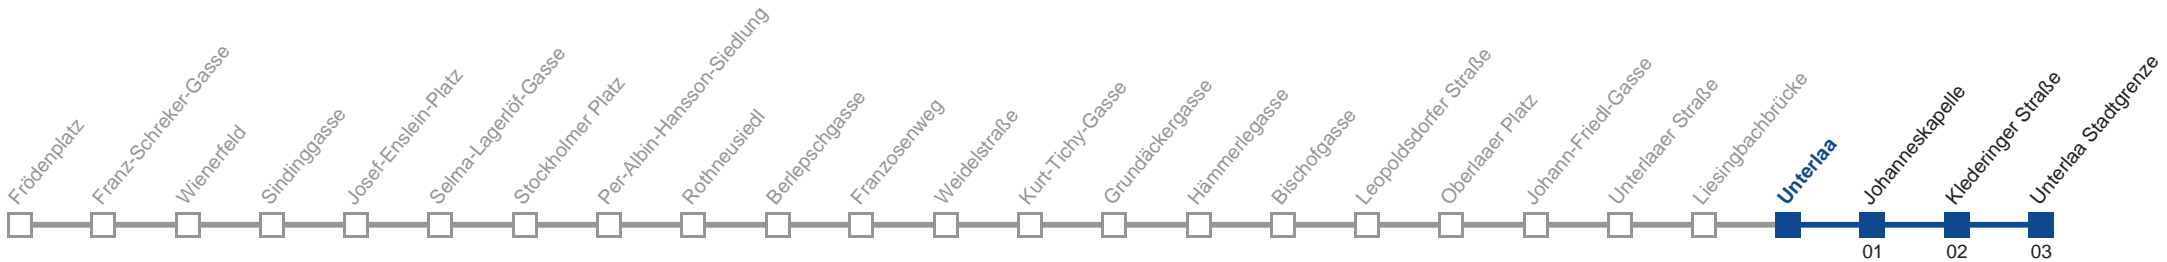 Frödenplatz
Franz-Schreker-Gasse
Wienerfeld
Sindinggasse
Josef-Enslein-Platz
Selma-Lagerlöf-Gasse
Stockholmer Platz
Per-Albin-Hansson-Siedlung
Rothneusiedl
Berlepschgasse
Franzosenweg
Weidelstraße
Kurt-Tichy-Gasse
Grundäckergasse
Hämmerlegasse
Bischofgasse
Leopoldsdorfer Straße
Oberlaaer Platz
Johann-Friedl-Gasse
Unterlaaer Straße
Liesingbachbrücke
Unterlaa
Johanneskapelle
Klederinger Straße
Unterlaa Stadtgrenze
01
02
03